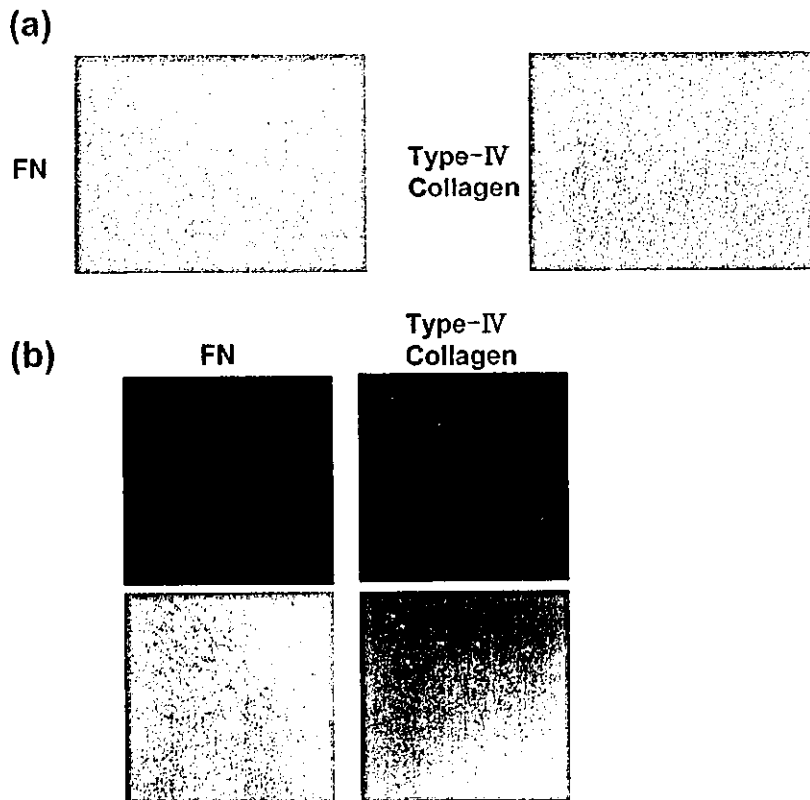 (a)
FN
Type-Ⅳ
Collagen
(b)
FN
Type-Ⅳ
Collagen